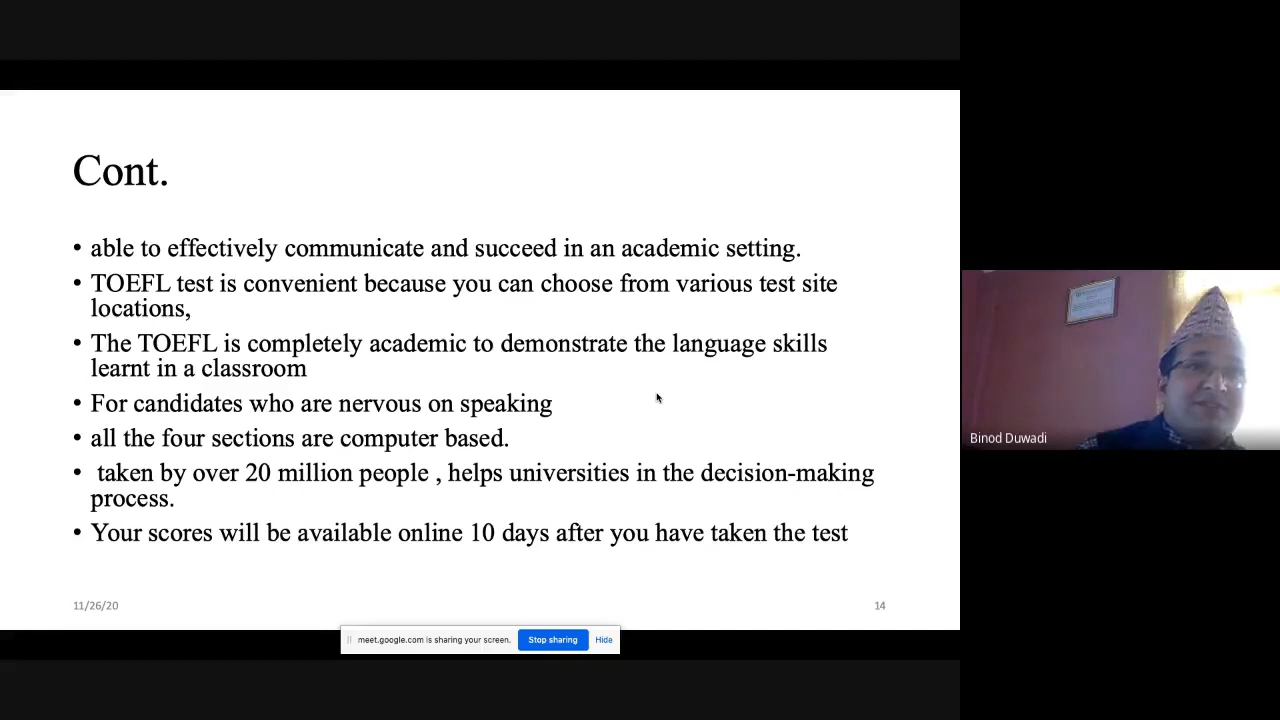 Cont.
• able to effectively communicate and succeed in an academic setting.
• TOEFL test is convenient because you can choose from various test site
locations,
• The TOEFL is completely academic to demonstrate the language skills
learnt in a classroom
• For candidates who are nervous on speaking
• all the four sections are computer based.
• taken by over 20 million people , helps universities in the decision-making
process.
• Your scores will be available online 10 days after you have taken the test
11/26/20
14
meet.google.com is sharing your screen.
Stop sharing
Hide
Binod Duwadi